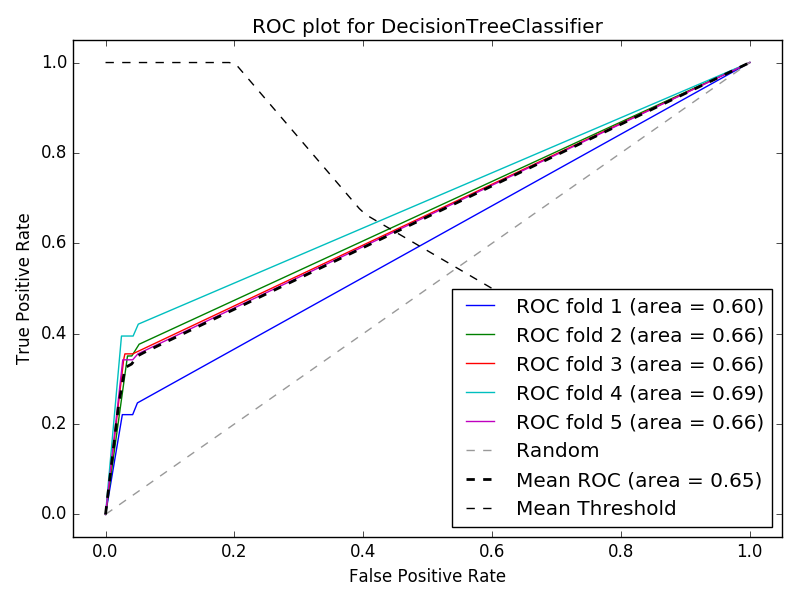 ROC plot for DecisionTreeClassifier
True Positive Rate
1.0
0.8
0.6
0.4
0.2
0.0
0.0 0.2 0.4 0.6 0.8 1.0
False Positive Rate
ROC fold 1 (area = 0.60)
ROC fold 2 (area = 0.66)
ROC fold 3 (area = 0.66)
ROC fold 4 (area = 0.69)
ROC fold 5 (area = 0.66)
Random
Mean ROC (area = 0.65)
Mean Threshold